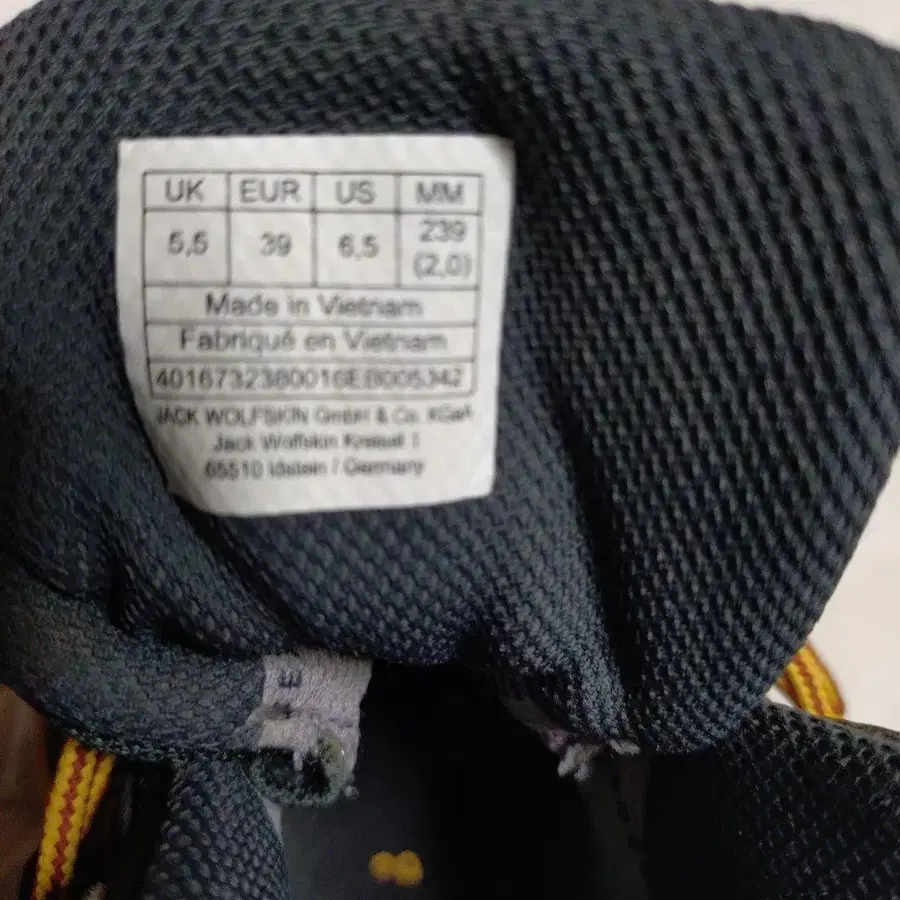 UK EUR US MM
5,5 39 6,5 239 (2,0)
Made in Vietnam
Fabriqué en Vietnam
4016732380016EB005342
JACK WOLFSKIN GmbH & Co. KGaA
Jack Wolfskin Kreisel 1
65510 Idstein / Germany